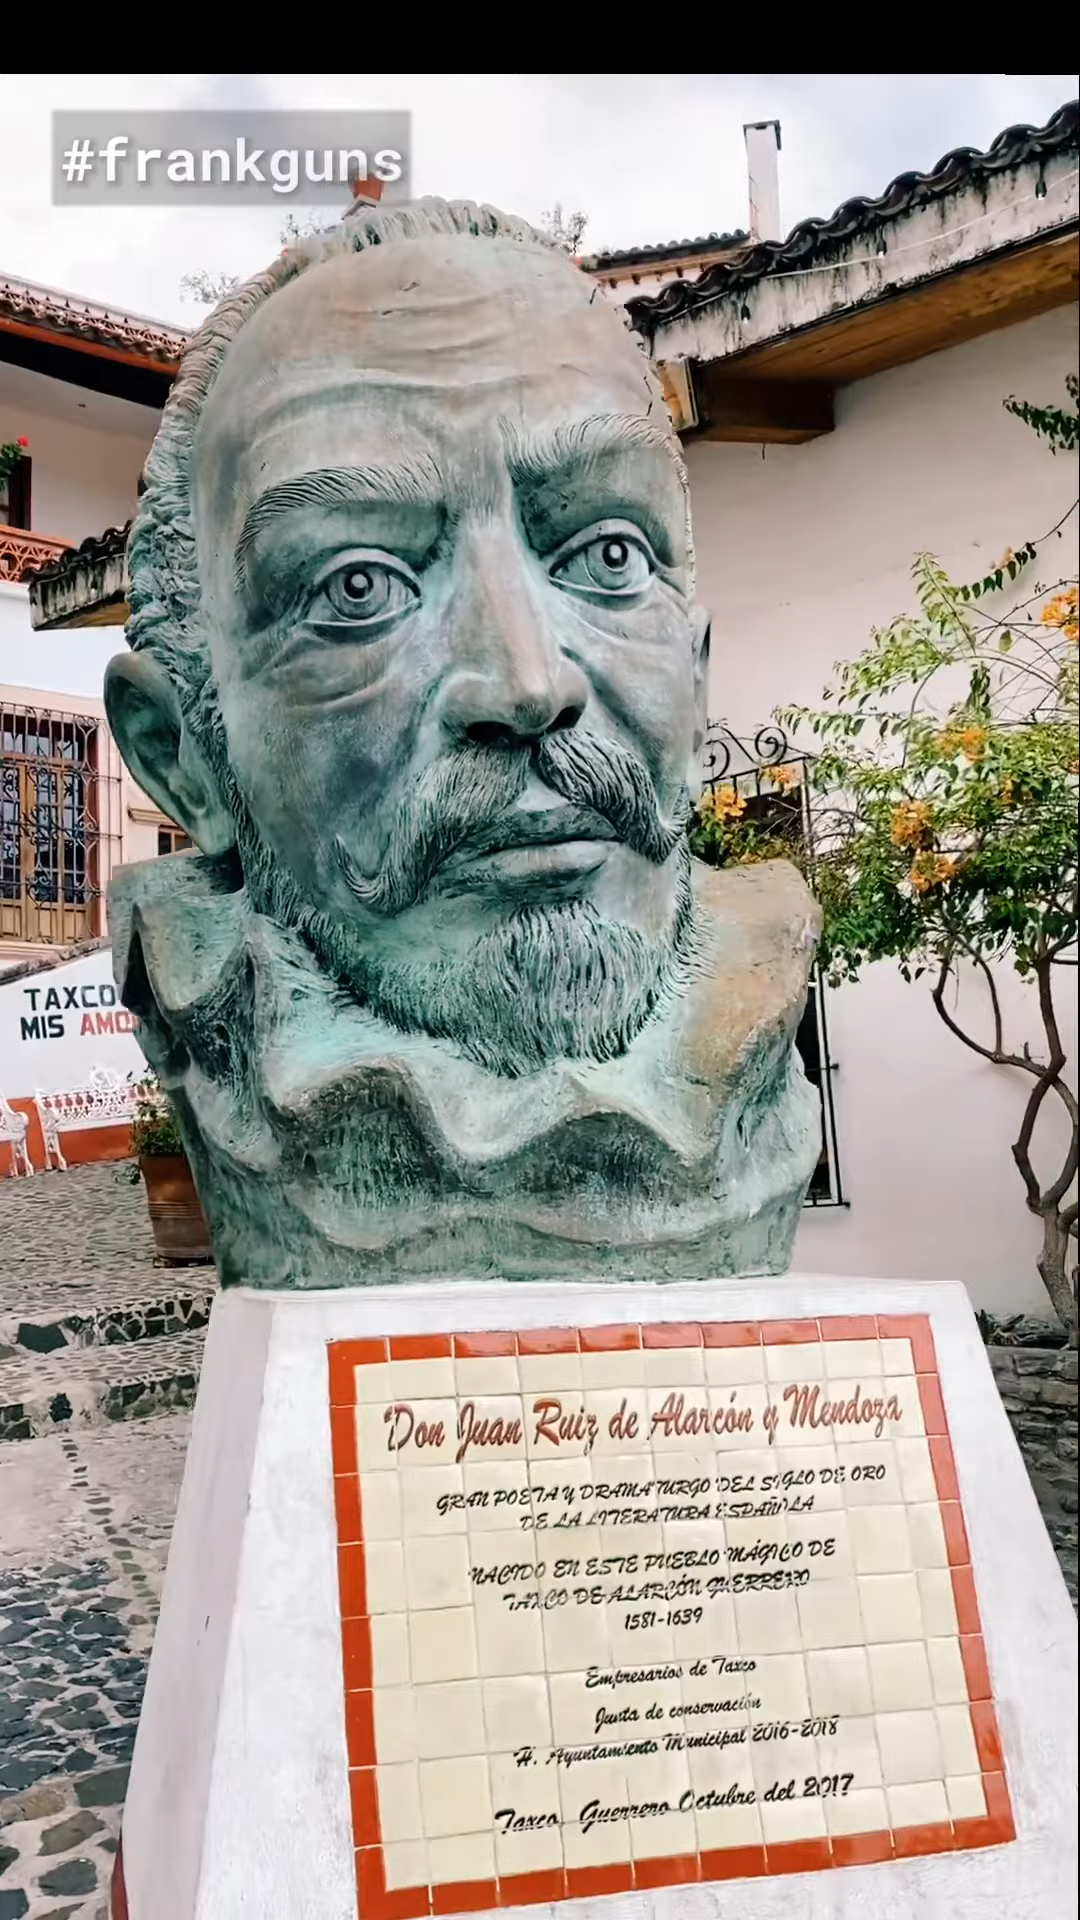 #frankguns
TAXCO
MIS AMO
Don Juan Ruiz de Alarcón y Mendoza
GRAN POETA Y DRAMATURGO DEL SIGLO DE ORO
DE LA LITERATURA ESPAÑOLA
NACIDO EN ESTE PUEBLO MÁGICO DE
TAXCO DE ALARCÓN GUERRERO
1581-1639
Empresarios de Taxco
Junta de conservación
H. Ayuntamiento Municipal 2016-2018
Taxco, Guerrero Octubre del 2017